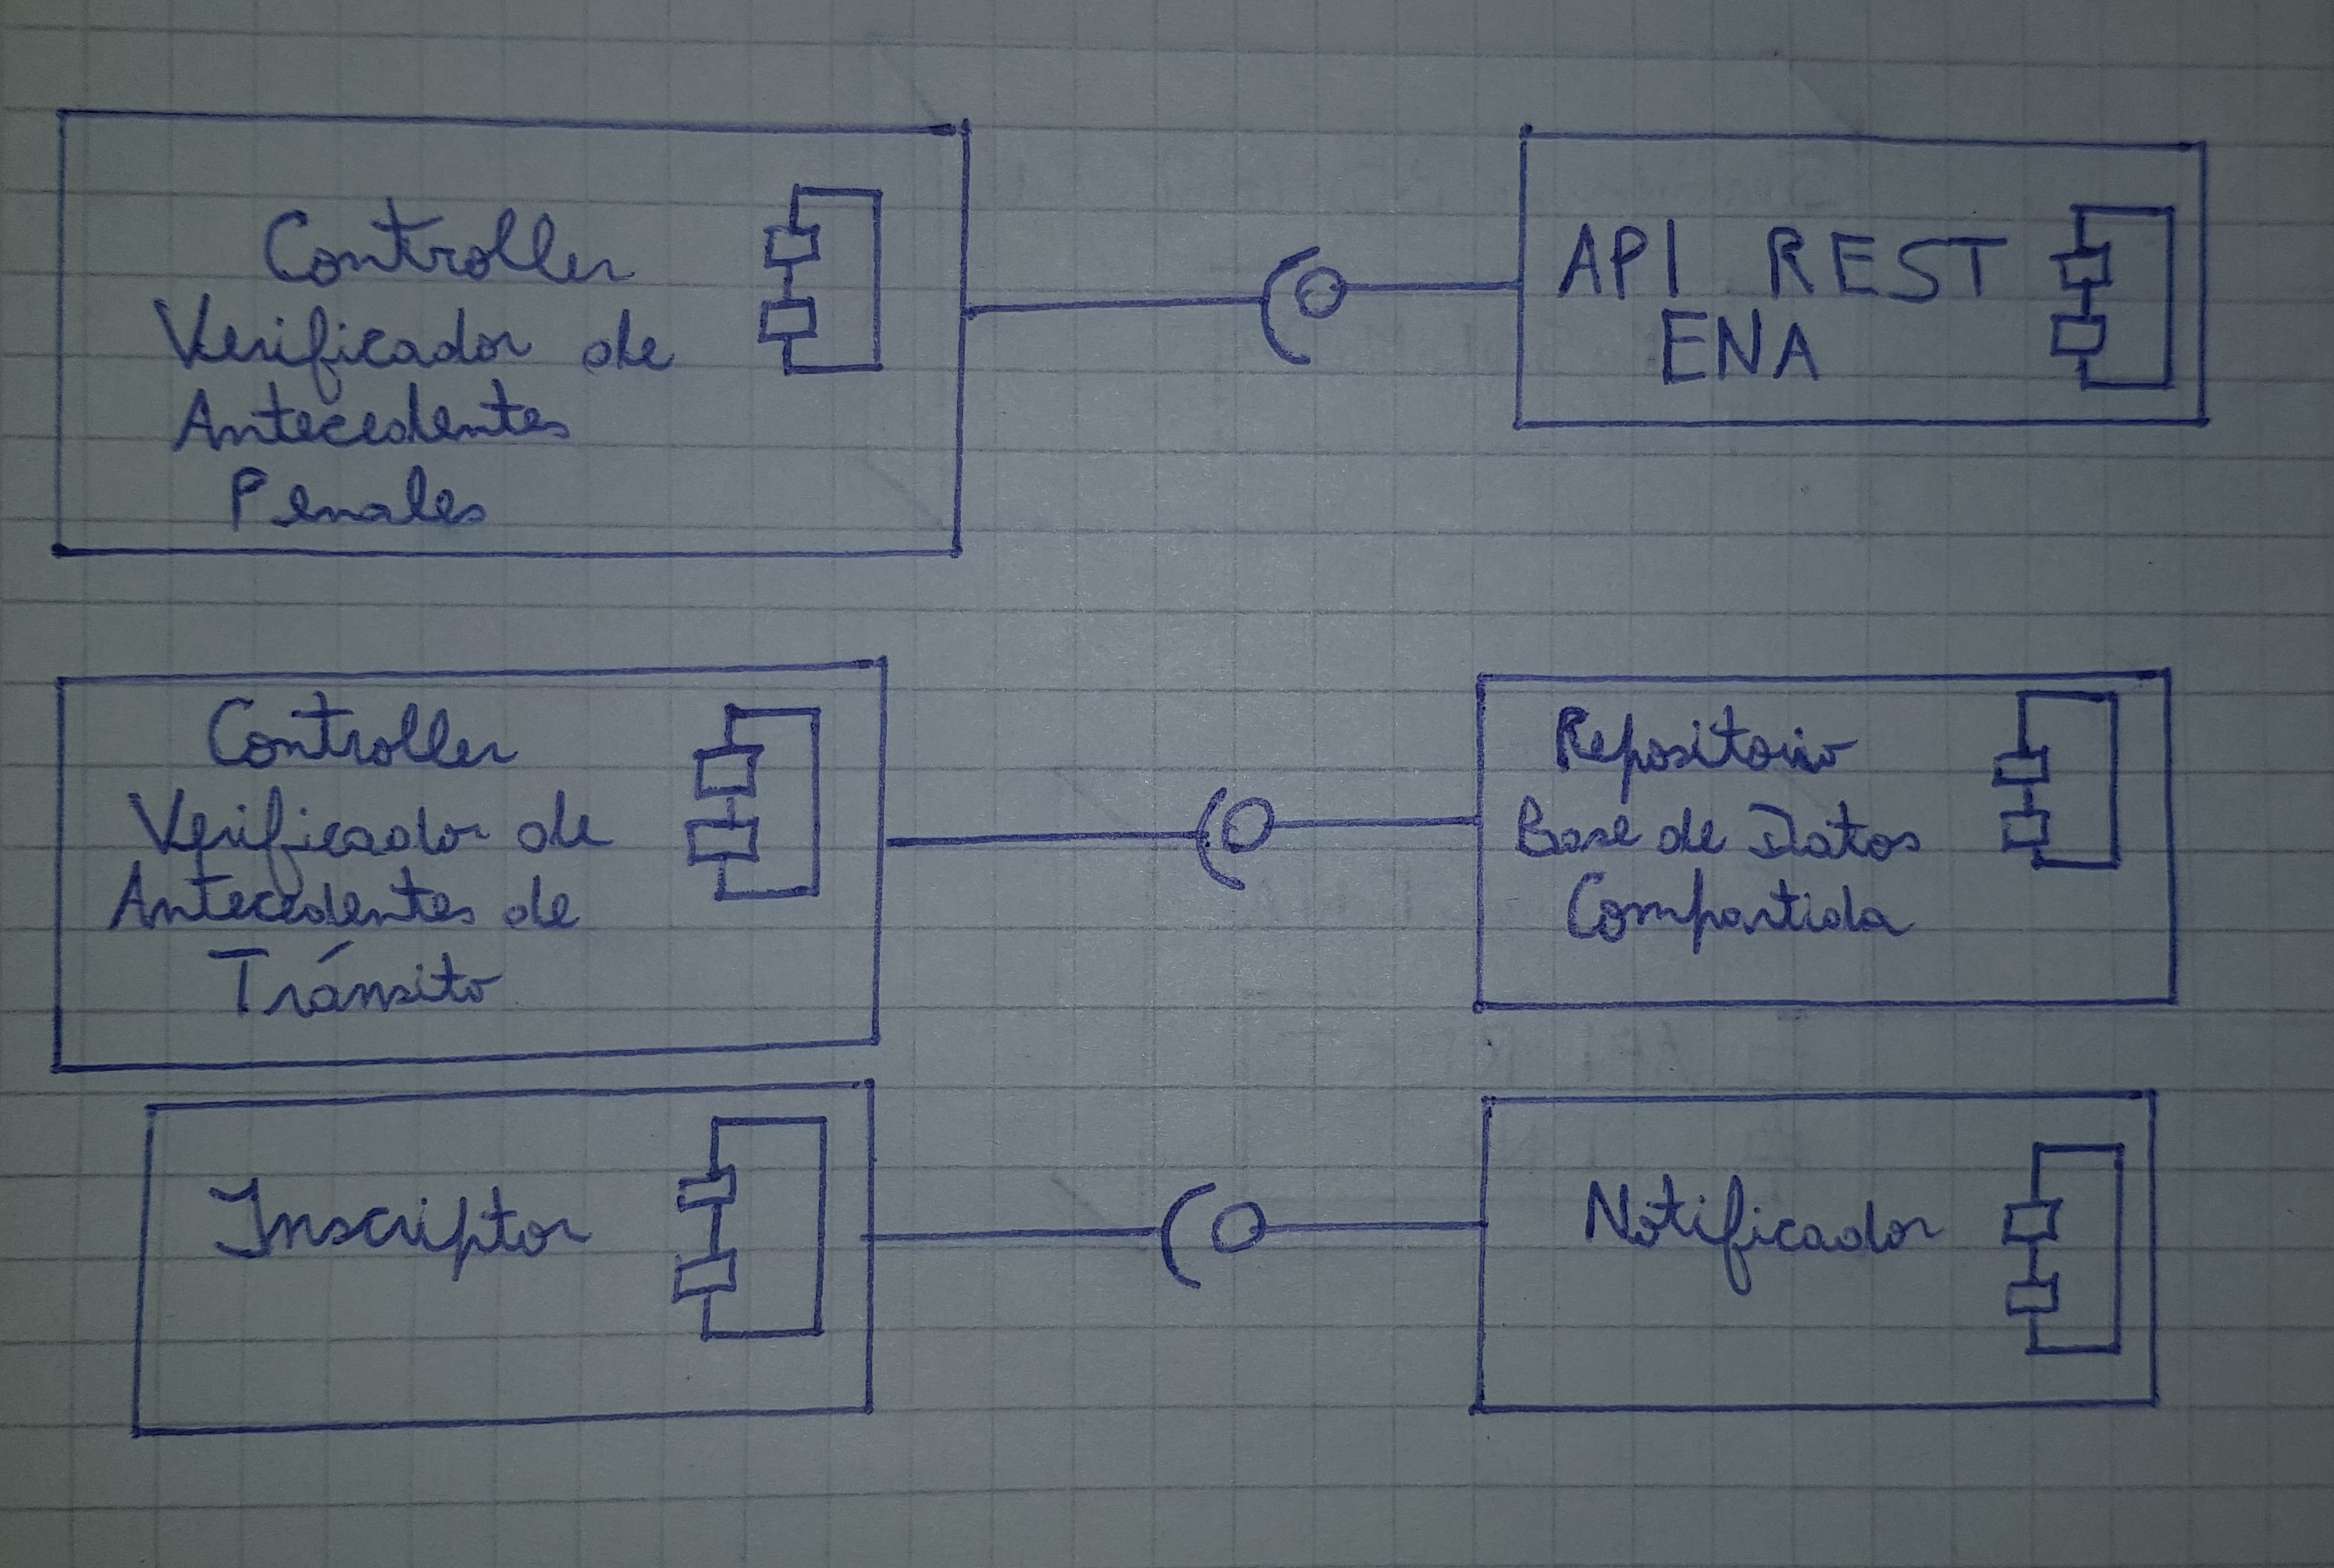 Controller
Verificador de
Antecedentes
Penales
API REST
ENA
Controller
Verificador de
Antecedentes de
Tránsito
Repositorio
Base de Datos
Compartida
Inscriptor
Notificador